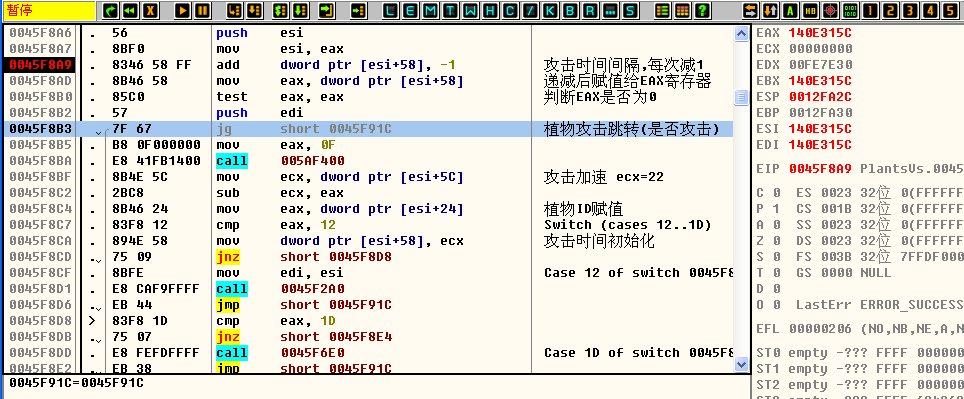 暂停 L E M T W H C / K B R ... S A HB 1 2 3 4 5
0045F8A6 . 56 push esi
0045F8A7 . 8BF0 mov esi, eax
0045F8A9 . 8346 58 FF add dword ptr [esi+58], -1 攻击时间间隔,每次减1
0045F8AD . 8B46 58 mov eax, dword ptr [esi+58] 递减后赋值给EAX寄存器
0045F8B0 . 85C0 test eax, eax 判断EAX是否为0
0045F8B2 . 57 push edi
0045F8B3 . 7F 67 jg short 0045F91C 植物攻击跳转(是否攻击)
0045F8B5 . B8 0F000000 mov eax, 0F
0045F8BA . E8 41FB1400 call 005AF400
0045F8BF . 8B4E 5C mov ecx, dword ptr [esi+5C] 攻击加速 ecx=22
0045F8C2 . 2BC8 sub ecx, eax
0045F8C4 . 8B46 24 mov eax, dword ptr [esi+24] 植物ID赋值
0045F8C7 . 83F8 12 cmp eax, 12 Switch (cases 12..1D)
0045F8CA . 894E 58 mov dword ptr [esi+58], ecx 攻击时间初始化
0045F8CD . 75 09 jnz short 0045F8D8
0045F8CF . 8BFE mov edi, esi Case 12 of switch 0045F8
0045F8D1 . E8 CAF9FFFF call 0045F2A0
0045F8D6 . EB 44 jmp short 0045F91C
0045F8D8 > 83F8 1D cmp eax, 1D
0045F8DB . 75 07 jnz short 0045F8E4
0045F8DD . E8 FEFDFFFF call 0045F6E0 Case 1D of switch 0045F8
0045F8E2 . EB 38 jmp short 0045F91C
0045F91C=0045F91C
EAX 140E315C
ECX 00000000
EDX 00FE7E30
EBX 140E315C
ESP 0012FA2C
EBP 0012FA30
ESI 140E315C
EDI 140E315C
EIP 0045F8A9 PlantsVs.0045
C 0 ES 0023 32位 0(FFFFFF
P 1 CS 001B 32位 0(FFFFFF
A 0 SS 0023 32位 0(FFFFFF
Z 0 DS 0023 32位 0(FFFFFF
S 0 FS 003B 32位 7FFDF000
T 0 GS 0000 NULL
D 0
O 0 LastErr ERROR_SUCCESS
EFL 00000206 (NO,NB,NE,A,N
ST0 empty -??? FFFF 000000
ST1 empty -??? FFFF 000000
ST2 empty -??? FFFF 000000